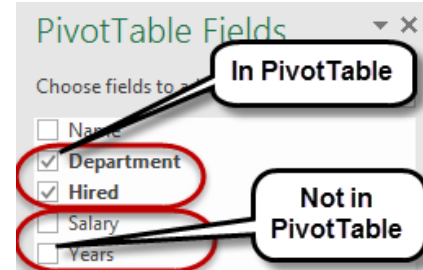 PivotTable Fields
In PivotTable
Choose fields to
Name
Department
Hired
Not in
PivotTable
Salary
Years